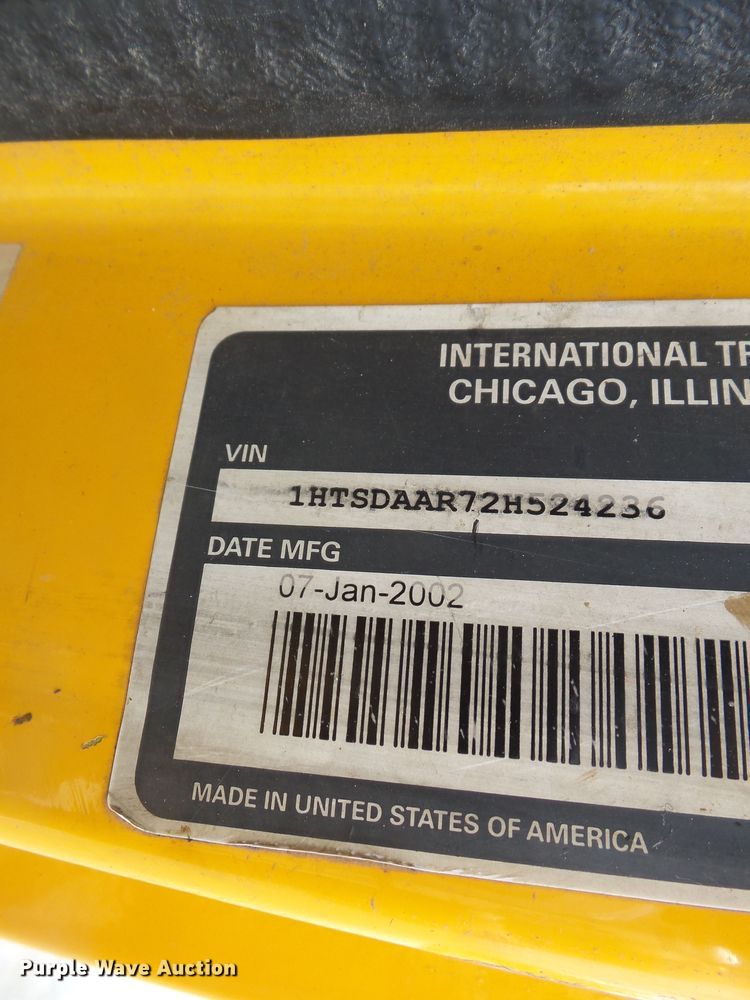 INTERNATIONAL TR
CHICAGO, ILLIN
VIN
1HTSDAAR72H524236
DATE MFG
07-Jan-2002
MADE IN UNITED STATES OF AMERICA
Purple Wave Auction